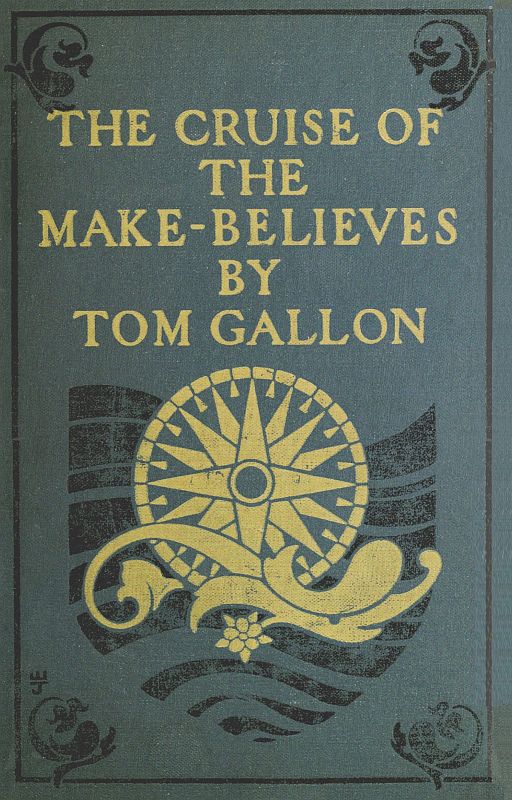 THE CRUISE OF
THE
MAKE-BELIEVES
BY
TOM GALLON